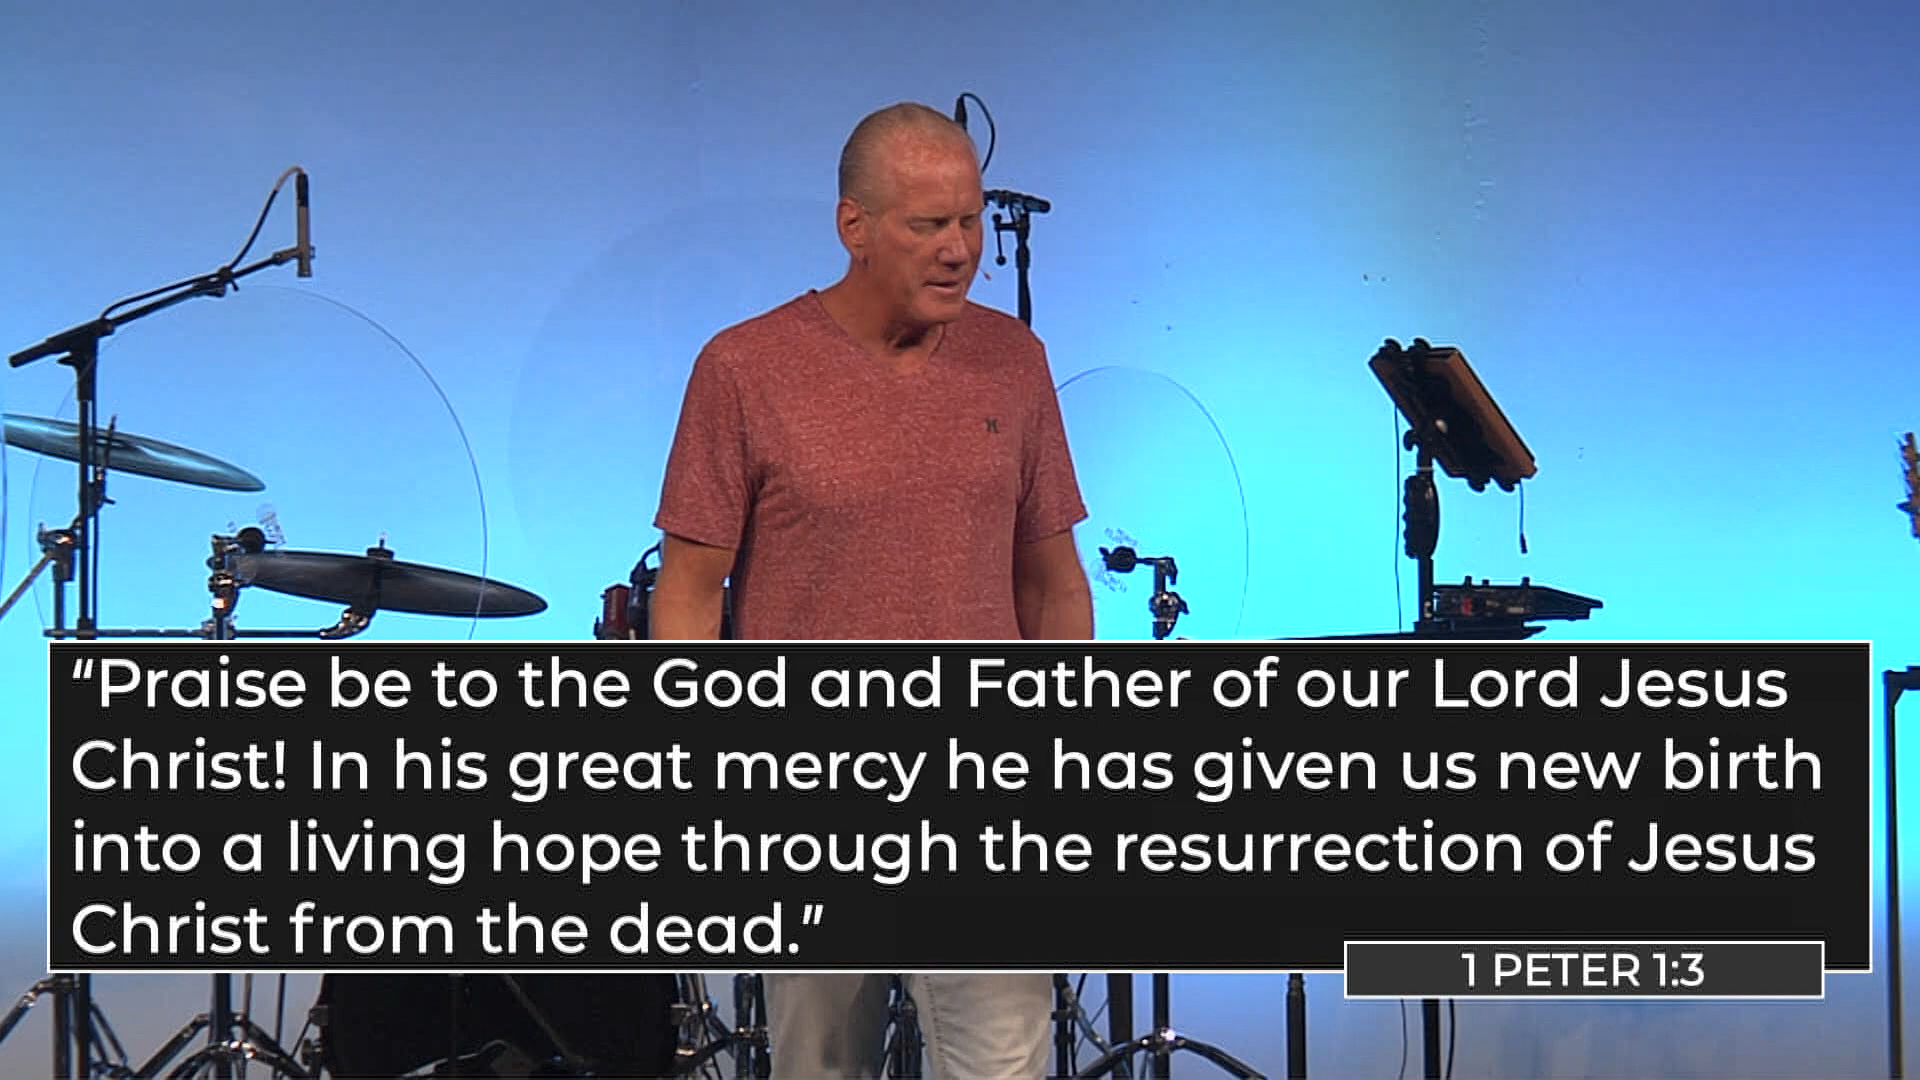 “Praise be to the God and Father of our Lord Jesus
Christ! In his great mercy he has given us new birth
into a living hope through the resurrection of Jesus
Christ from the dead.”
1 PETER 1:3